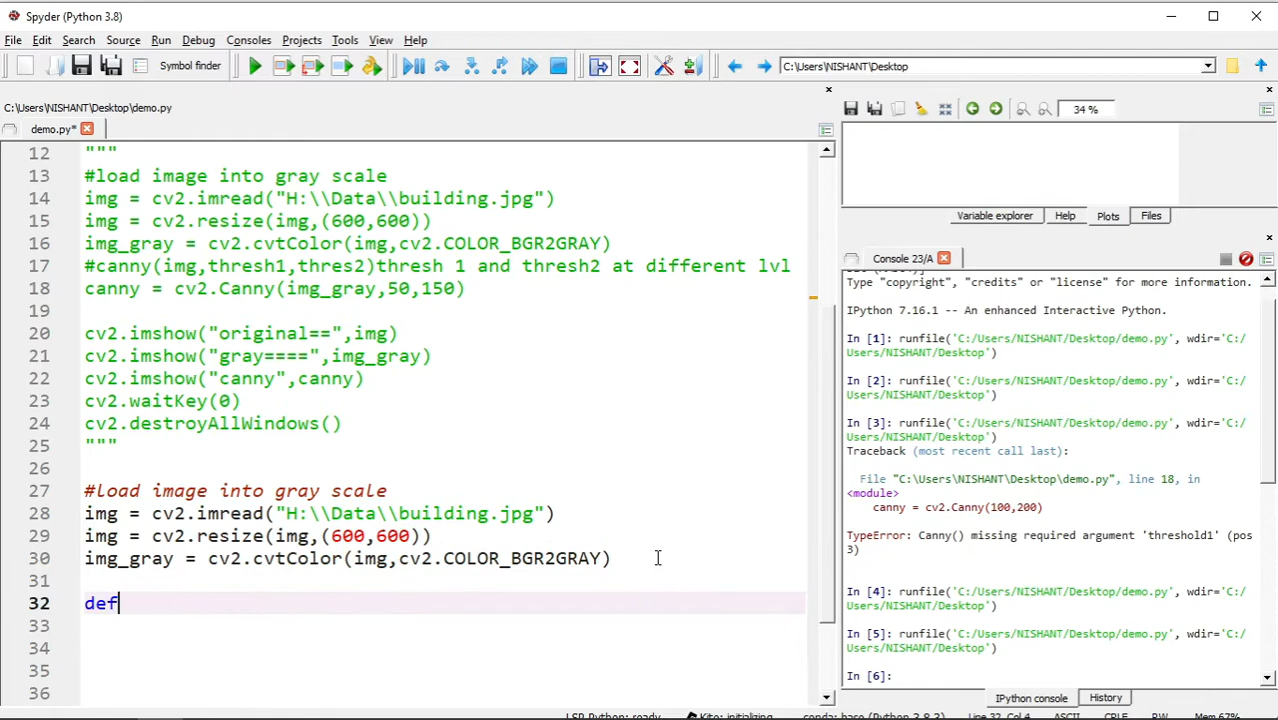 Spyder (Python 3.8)
File Edit Search Source Run Debug Consoles Projects Tools View Help
Symbol finder
C:\Users\NISHANT\Desktop
C:\Users\NISHANT\Desktop\demo.py
demo.py*
12 """
13 #load image into gray scale
14 img = cv2.imread("H:\\Data\\building.jpg")
15 img = cv2.resize(img,(600,600))
16 img_gray = cv2.cvtColor(img,cv2.COLOR_BGR2GRAY)
17 #canny(img,thresh1,thres2)thresh 1 and thresh2 at different lvl
18 canny = cv2.Canny(img_gray,50,150)
19
20 cv2.imshow("original==",img)
21 cv2.imshow("gray====",img_gray)
22 cv2.imshow("canny",canny)
23 cv2.waitKey(0)
24 cv2.destroyAllWindows()
25 """
26
27 #load image into gray scale
28 img = cv2.imread("H:\\Data\\building.jpg")
29 img = cv2.resize(img,(600,600))
30 img_gray = cv2.cvtColor(img,cv2.COLOR_BGR2GRAY)
31
32 def
33
34
35
36
34 %
Variable explorer Help Plots Files
Console 23/A
Type "copyright", "credits" or "license" for more information.
IPython 7.16.1 -- An enhanced Interactive Python.
In [1]: runfile('C:/Users/NISHANT/Desktop/demo.py', wdir='C:/
Users/NISHANT/Desktop')
In [2]: runfile('C:/Users/NISHANT/Desktop/demo.py', wdir='C:/
Users/NISHANT/Desktop')
In [3]: runfile('C:/Users/NISHANT/Desktop/demo.py', wdir='C:/
Users/NISHANT/Desktop')
Traceback (most recent call last):
File "C:\Users\NISHANT\Desktop\demo.py", line 18, in
<module>
canny = cv2.Canny(100,200)
TypeError: Canny() missing required argument 'threshold1' (pos
3)
In [4]: runfile('C:/Users/NISHANT/Desktop/demo.py', wdir='C:/
Users/NISHANT/Desktop')
In [5]: runfile('C:/Users/NISHANT/Desktop/demo.py', wdir='C:/
Users/NISHANT/Desktop')
In [6]:
IPython console History
LSP Python: ready Kite: initializing conda: base (Python 3.8.3) Line 32, Col 4 ASCII CRLF RW Mem 67%